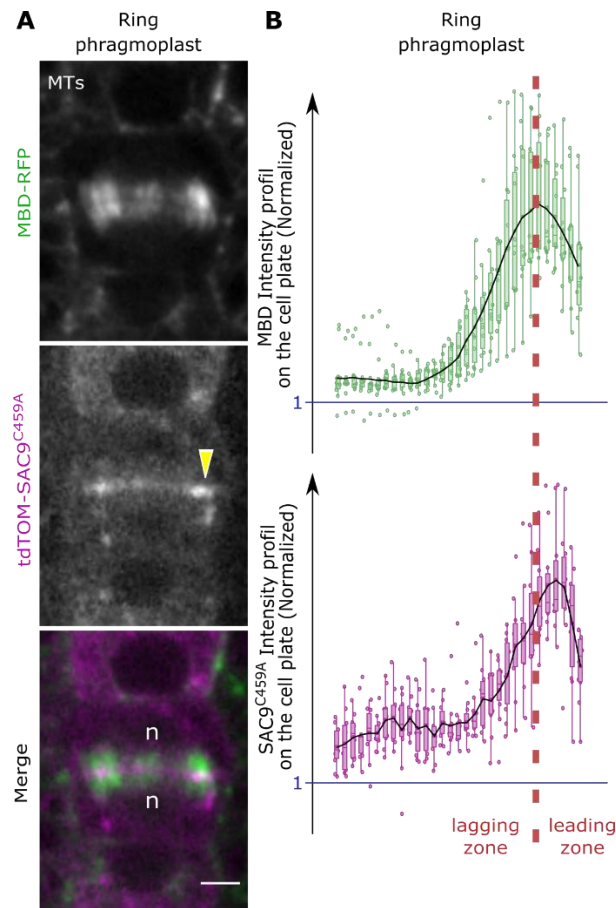 A
Ring
phragmoplast
MTs
MBD-RFP
tdTOM-SAC9C459A
Merge
n
n
B
Ring
phragmoplast
MBD Intensity profil
on the cell plate (Normalized)
1
SAC9C459A Intensity profil
on the cell plate (Normalized)
1
lagging
zone
leading
zone